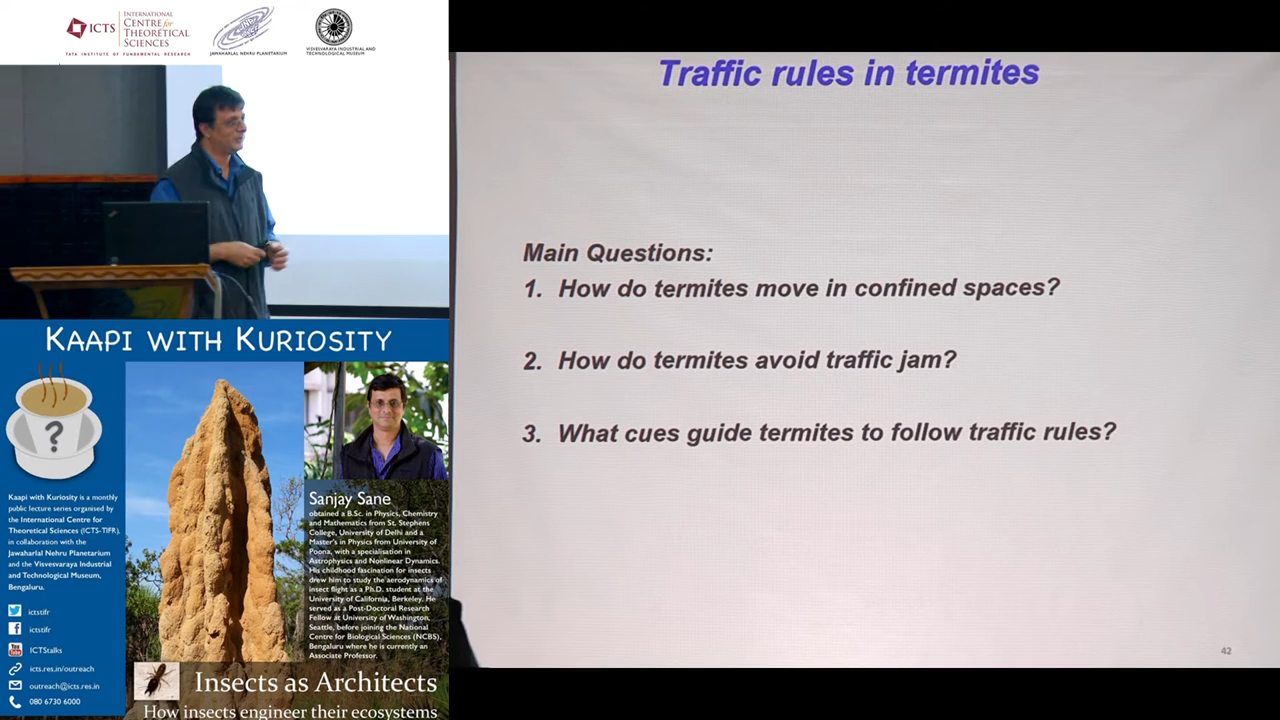 ICTS
INTERNATIONAL
CENTRE for
THEORETICAL
SCIENCES
TATA INSTITUTE OF FUNDAMENTAL RESEARCH
JAWAHARLAL NEHRU PLANETARIUM
VISVESVARAYA INDUSTRIAL AND
TECHNOLOGICAL MUSEUM
KAAPI WITH KURIOSITY
?
Kaapi with Kuriosity is a monthly
public lecture series organised by
the International Centre for
Theoretical Sciences (ICTS-TIFR),
in collaboration with the
Jawaharlal Nehru Planetarium
and the Visvesvaraya Industrial
and Technological Museum,
Bengaluru.
ictstifr
ictstifr
You
ICTStalks
icts.res.in/outreach
outreach@icts.res.in
080 6730 6000
Sanjay Sane
obtained a B.Sc. in Physics, Chemistry
and Mathematics from St. Stephens
College, University of Delhi and a
Master's in Physics from University of
Poona, with a specialisation in
Astrophysics and Nonlinear Dynamics.
His childhood fascination for insects
drew him to study the aerodynamics of
insect flight as a Ph.D. student at the
University of California, Berkeley. He
served as a Post-Doctoral Research
Fellow at University of Washington,
Seattle, before joining the National
Centre for Biological Sciences (NCBS),
Bengaluru where he is currently an
Associate Professor.
Insects as Architects
How insects engineer their ecosystems
Traffic rules in termites
Main Questions:
1. How do termites move in confined spaces?
2. How do termites avoid traffic jam?
3. What cues guide termites to follow traffic rules?
42